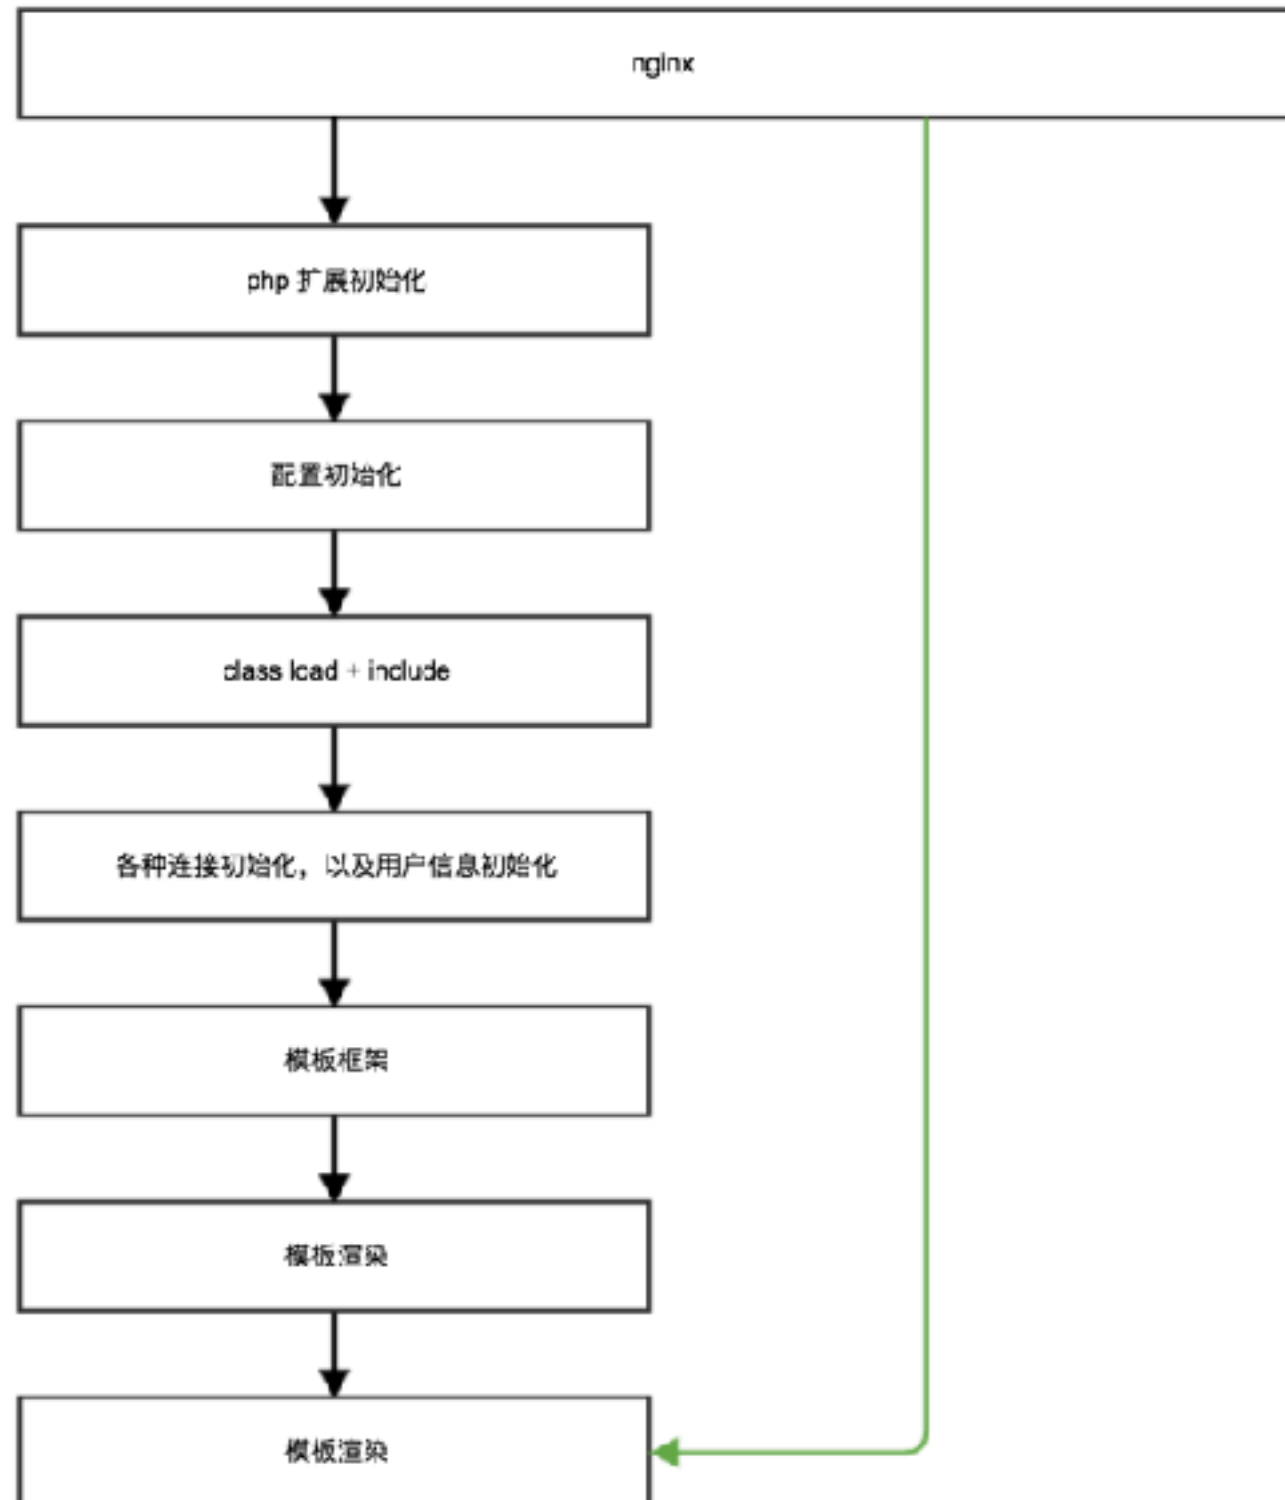 nginx
php 扩展初始化
配置初始化
class load + include
各种连接初始化，以及用户信息初始化
模板框架
模板渲染
模板渲染